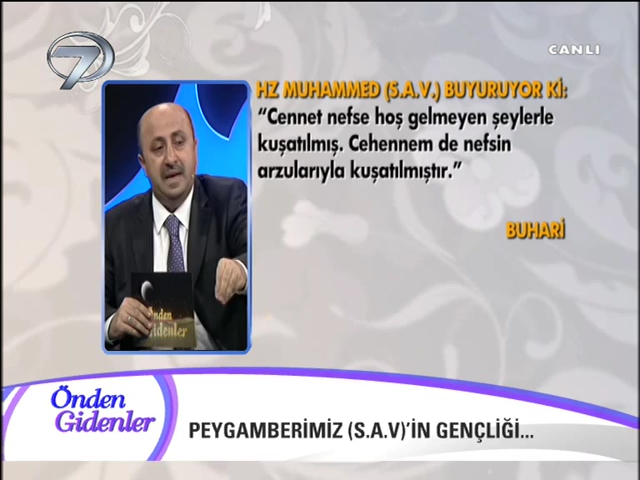 7
CANLI
HZ MUHAMMED (S.A.V.) BUYURUYOR Kİ:
“Cennet nefse hoş gelmeyen şeylerle
kuşatılmış. Cehennem de nefsin
arzularıyla kuşatılmıştır.”
BUHARİ
Önden
Gidenler
Önden
Gidenler
PEYGAMBERİMİZ (S.A.V)’İN GENÇLİĞİ...